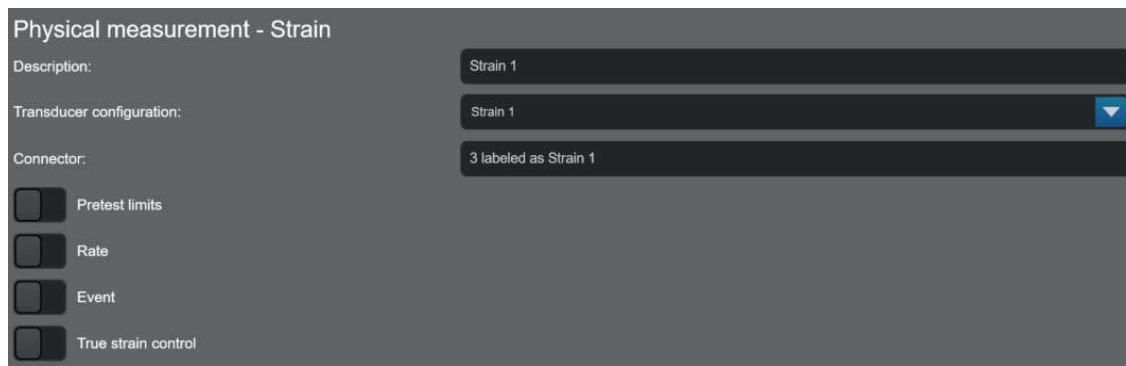 Physical measurement - Strain
Description: Strain 1
Transducer configuration: Strain 1
Connector: 3 labeled as Strain 1
Pretest limits
Rate
Event
True strain control